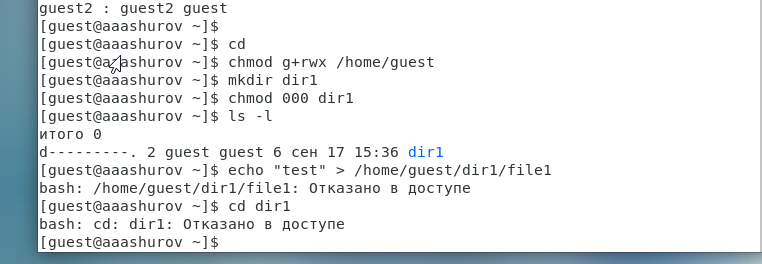 guest2 : guest2 guest
[guest@aaashurov ~]$
[guest@aaashurov ~]$ cd
[guest@aaashurov ~]$ chmod g+rwx /home/guest
[guest@aaashurov ~]$ mkdir dir1
[guest@aaashurov ~]$ chmod 000 dir1
[guest@aaashurov ~]$ ls -l
итого 0
d---------. 2 guest guest 6 сен 17 15:36 dir1
[guest@aaashurov ~]$ echo "test" > /home/guest/dir1/file1
bash: /home/guest/dir1/file1: Отказано в доступе
[guest@aaashurov ~]$ cd dir1
bash: cd: dir1: Отказано в доступе
[guest@aaashurov ~]$